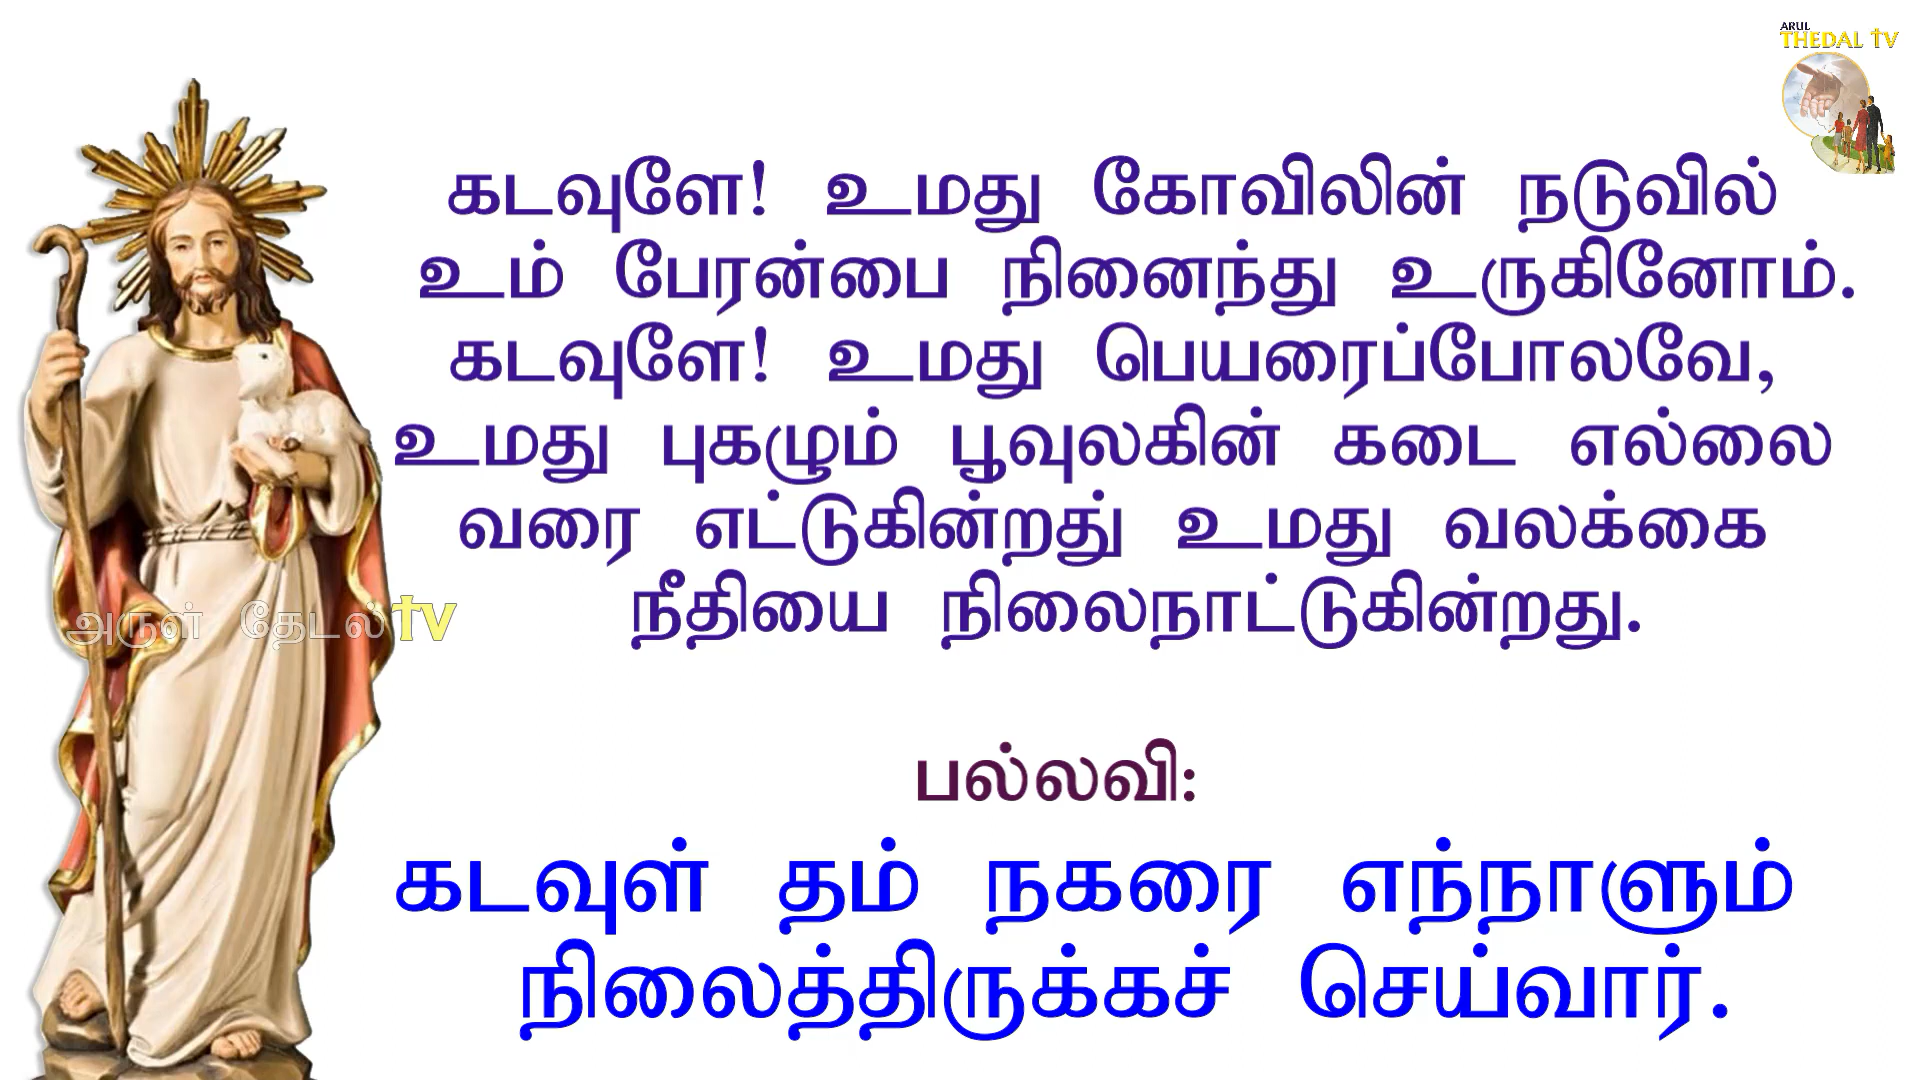 ARUL
THEDAL TV
கடவுளே! உமது கோவிலின் நடுவில்
உம் பேரன்பை நினைந்து உருகினோம்.
கடவுளே! உமது பெயரைப்போலவே,
உமது புகழும் பூவுலகின் கடை எல்லை
வரை எட்டுகின்றது் உமது வலக்கை
நீதியை நிலைநாட்டுகின்றது.
அருள் தேடல் TV
பல்லவி:
கடவுள் தம் நகரை எந்நாளும்
நிலைத்திருக்கச் செய்வார்.